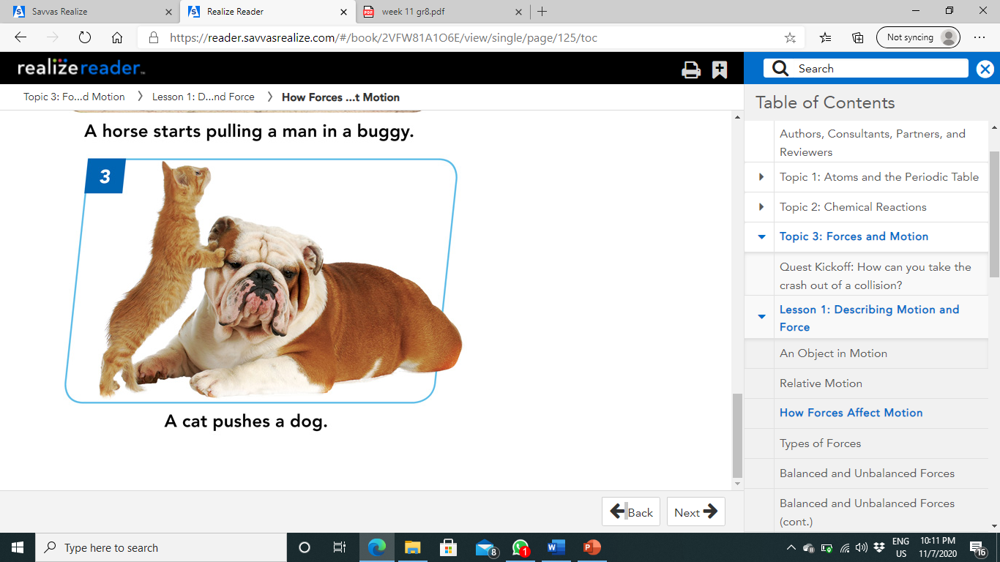 Savvas Realize
Realize Reader
week 11 gr8.pdf
https://reader.savvasrealize.com/#/book/2VFW81A1O6E/view/single/page/125/toc
Not syncing
realize reader™
Search
Topic 3: Fo...d Motion
Lesson 1: D...nd Force
How Forces ...t Motion
A horse starts pulling a man in a buggy.
3
A cat pushes a dog.
Back
Next
Table of Contents
Authors, Consultants, Partners, and
Reviewers
Topic 1: Atoms and the Periodic Table
Topic 2: Chemical Reactions
Topic 3: Forces and Motion
Quest Kickoff: How can you take the
crash out of a collision?
Lesson 1: Describing Motion and
Force
An Object in Motion
Relative Motion
How Forces Affect Motion
Types of Forces
Balanced and Unbalanced Forces
Balanced and Unbalanced Forces
(cont.)
Type here to search
8
1
ENG
US
10:11 PM
11/7/2020
16